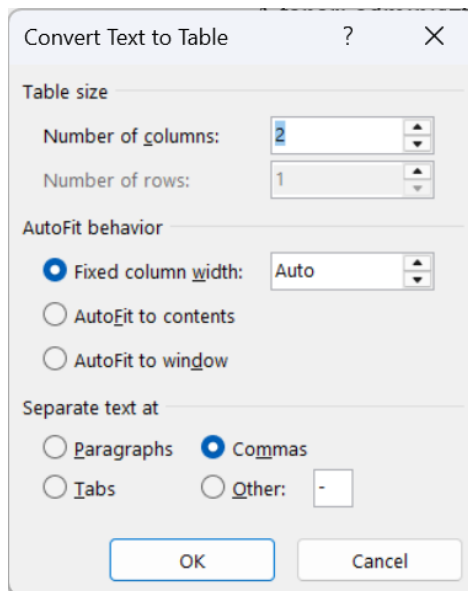 Convert Text to Table ?
Table size
Number of columns: 2
Number of rows: 1
AutoFit behavior
Fixed column width: Auto
AutoFit to contents
AutoFit to window
Separate text at
Paragraphs Commas
Tabs Other: -
OK Cancel